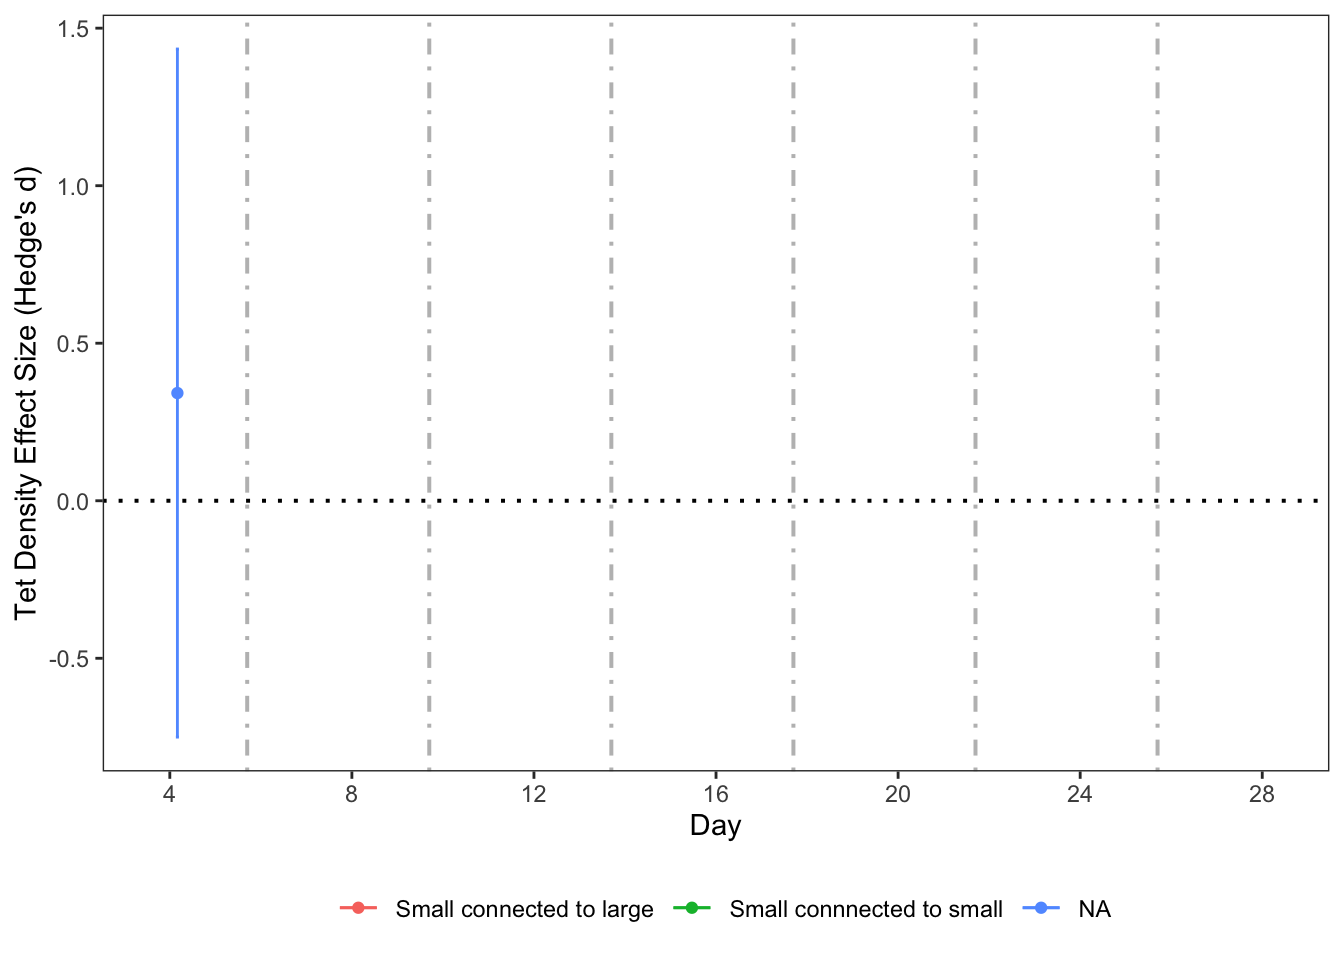 Tet Density Effect Size (Hedge's d)
1.5
1.0
0.5
0.0
-0.5
4 8 12 16 20 24 28
Day
Small connected to large Small connnected to small NA